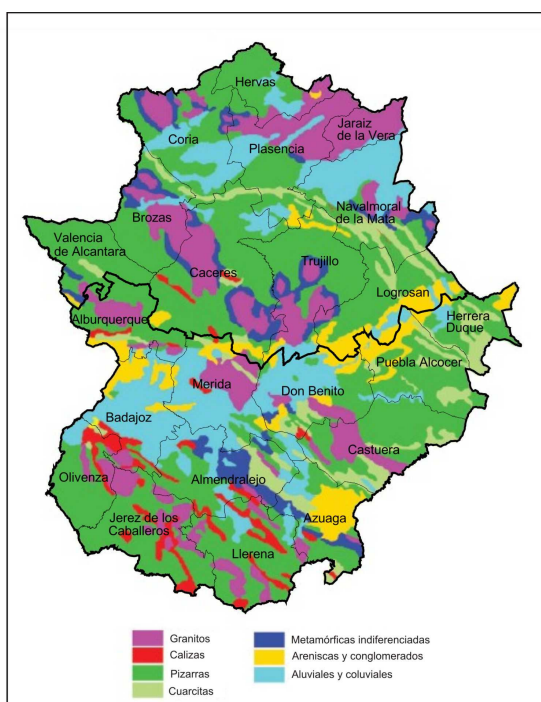 Hervas
Jaraiz
de la Vera
Coria
Plasencia
Navalmoral
de la Mata
Brozas
Valencia
de Alcantara
Trujillo
Caceres
Logrosan
Alburquerque
Herrera
Duque
Puebla Alcocer
Merida
Don Benito
Badajoz
Castuera
Olivenza
Almendralejo
Azuaga
Jerez de los
Caballeros
Llerena
Granitos
Calizas
Pizarras
Cuarcitas
Metamórficas indiferenciadas
Areniscas y conglomerados
Aluviales y coluviales